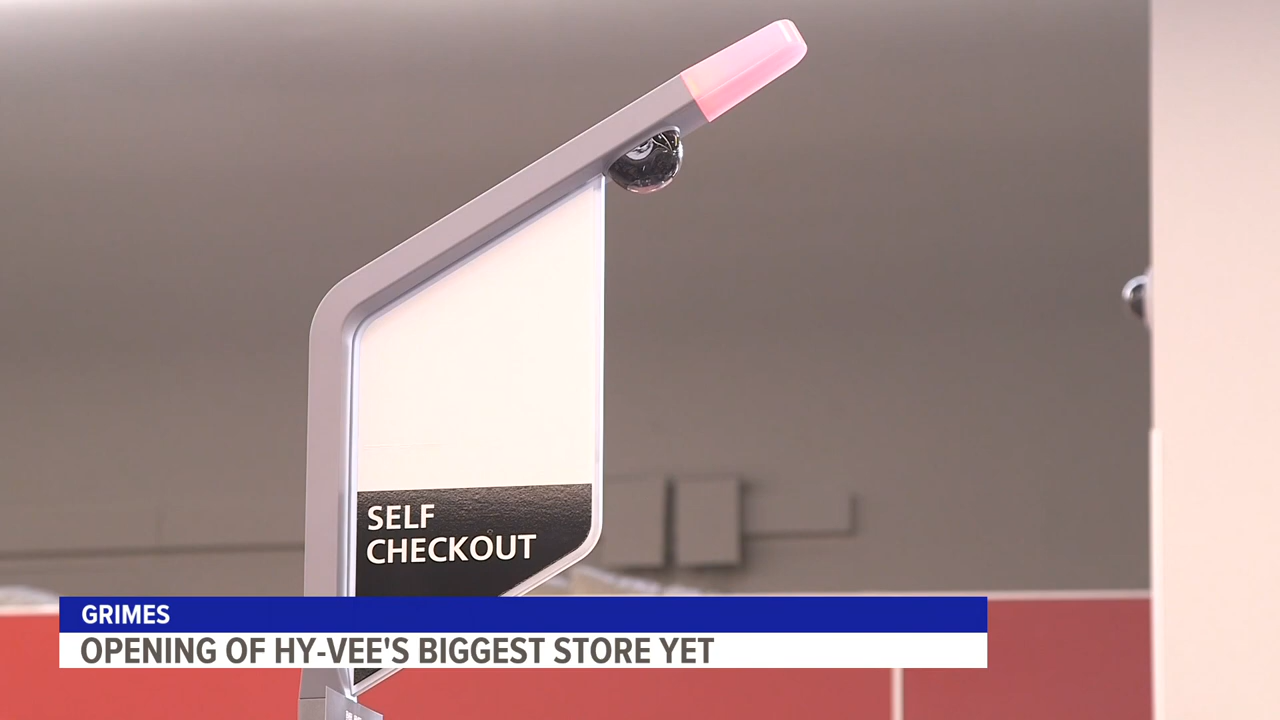 SELF
CHECKOUT
GRIMES
OPENING OF HY-VEE'S BIGGEST STORE YET